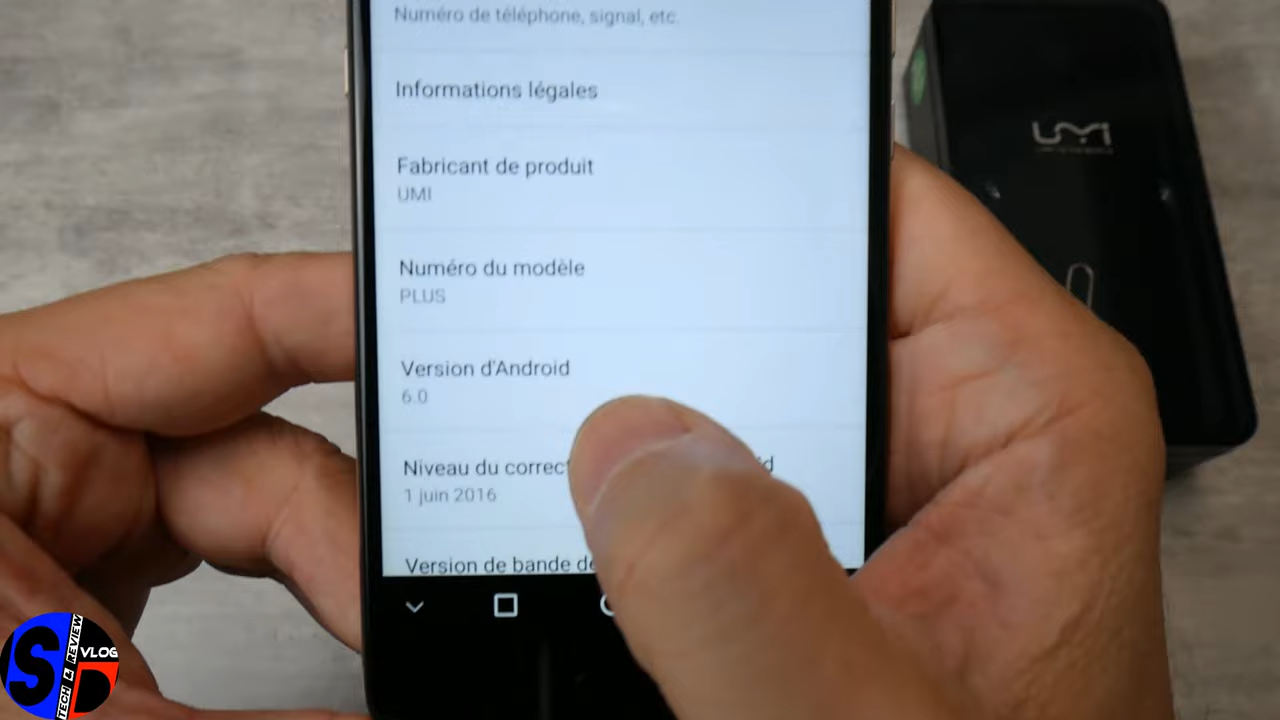 Numéro de téléphone, signal, etc.
Informations légales
Fabricant de produit
UMI
Numéro du modèle
PLUS
Version d'Android
6.0
Niveau du correct
1 juin 2016
Version de bande de
UMi
SD
TECH & REVIEW
VLOG